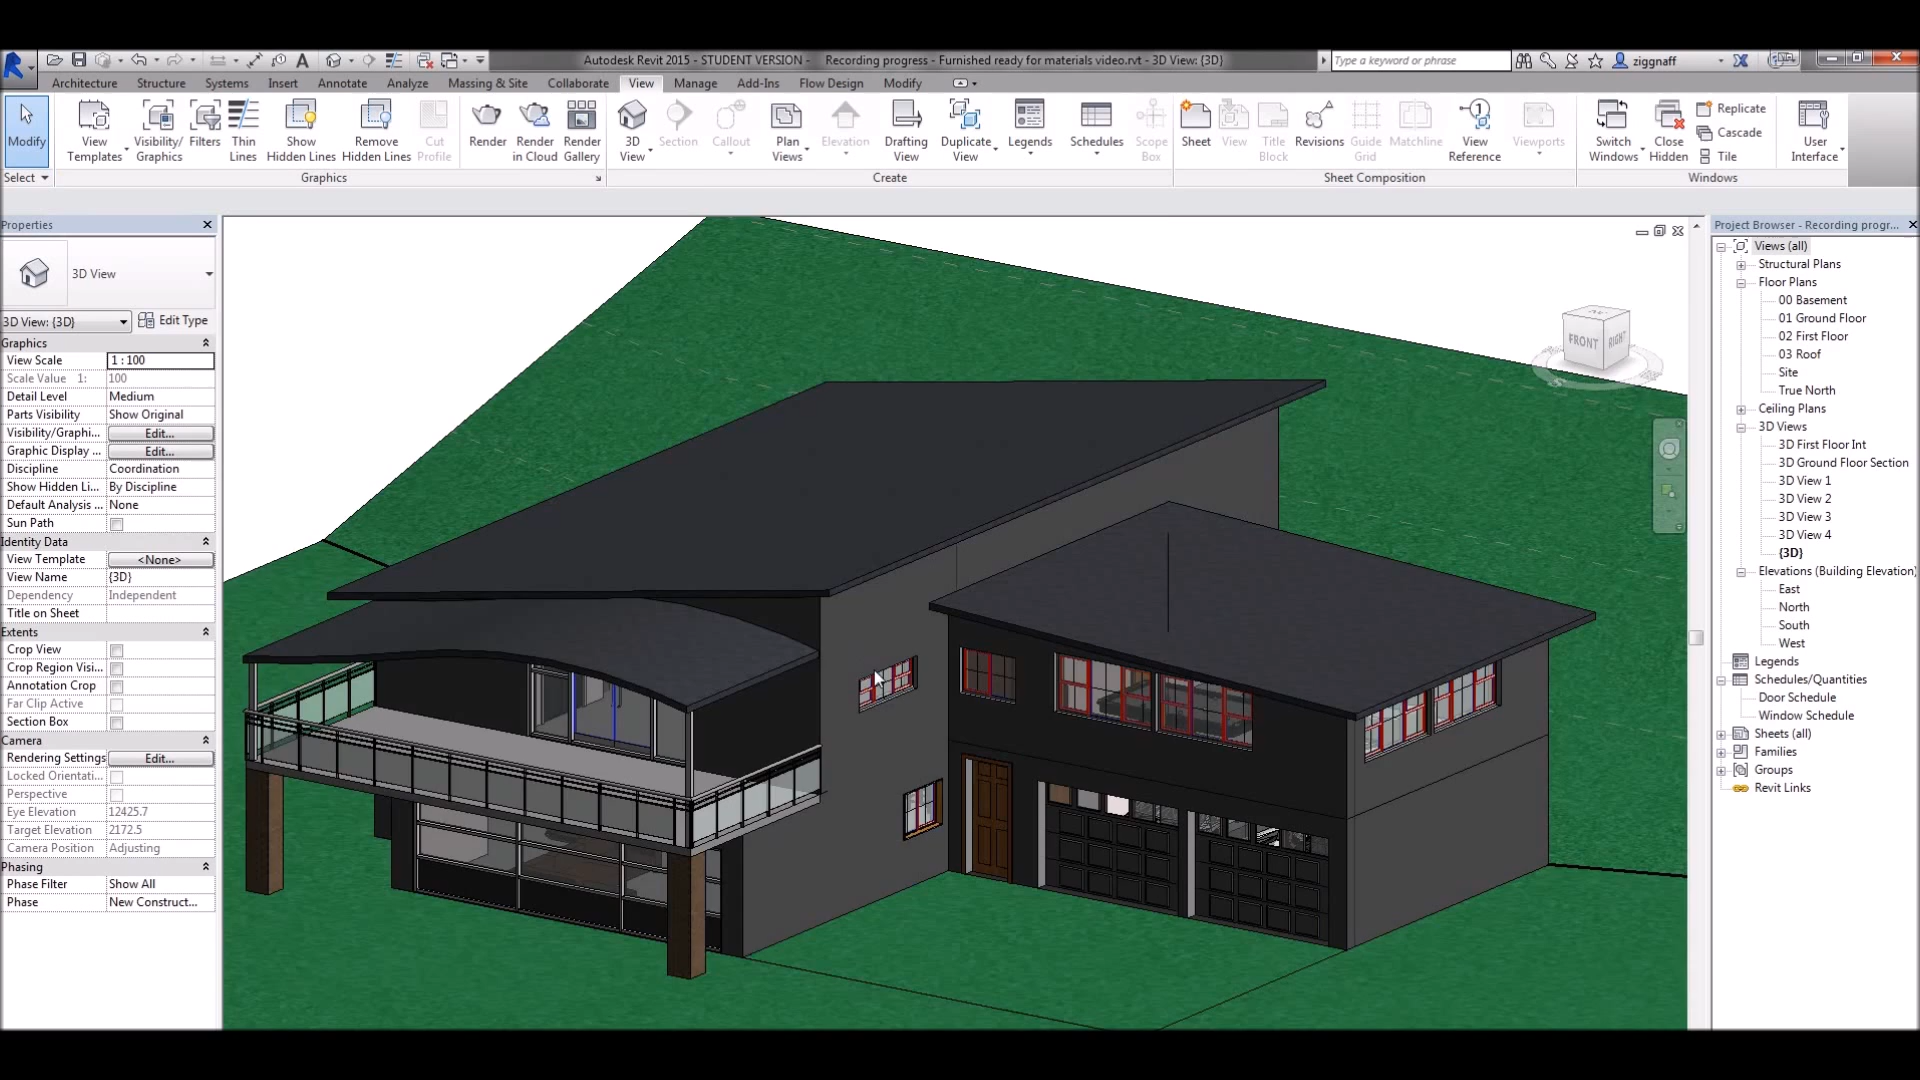 Autodesk Revit 2015 - STUDENT VERSION - Recording progress - Furnished ready for materials video.rvt - 3D View: {3D}
Type a keyword or phrase
ziggnaff
Architecture Structure Systems Insert Annotate Analyze Massing & Site Collaborate View Manage Add-Ins Flow Design Modify
Modify
View Templates
Visibility/ Graphics
Filters
Thin Lines
Show Hidden Lines
Remove Hidden Lines
Cut Profile
Render
Render in Cloud
Render Gallery
3D View
Section
Callout
Plan Views
Elevation
Drafting View
Duplicate View
Legends
Schedules
Scope Box
Sheet
View
Title Block
Revisions
Guide Grid
Matchline
View Reference
Viewports
Switch Windows
Close Hidden
Replicate
Cascade
Tile
User Interface
Select
Graphics
Create
Sheet Composition
Windows
Properties
3D View
3D View: {3D}
Edit Type
Graphics
View Scale 1 : 100
Scale Value 1: 100
Detail Level Medium
Parts Visibility Show Original
Visibility/Graphi... Edit...
Graphic Display ... Edit...
Discipline Coordination
Show Hidden Li... By Discipline
Default Analysis ... None
Sun Path
Identity Data
View Template <None>
View Name {3D}
Dependency Independent
Title on Sheet
Extents
Crop View
Crop Region Visi...
Annotation Crop
Far Clip Active
Section Box
Camera
Rendering Settings Edit...
Locked Orientati...
Perspective
Eye Elevation 12425.7
Target Elevation 2172.5
Camera Position Adjusting
Phasing
Phase Filter Show All
Phase New Construct...
FRONT
RIGHT
Project Browser - Recording progr...
Views (all)
Structural Plans
Floor Plans
00 Basement
01 Ground Floor
02 First Floor
03 Roof
Site
True North
Ceiling Plans
3D Views
3D First Floor Int
3D Ground Floor Section
3D View 1
3D View 2
3D View 3
3D View 4
{3D}
Elevations (Building Elevation)
East
North
South
West
Legends
Schedules/Quantities
Door Schedule
Window Schedule
Sheets (all)
Families
Groups
Revit Links